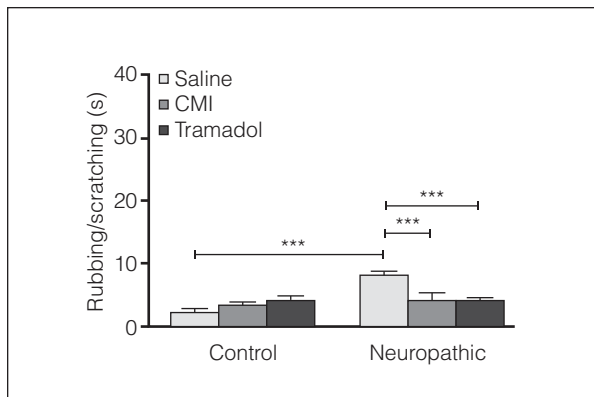 Rubbing/scratching (s)
40
30
20
10
0
Saline
CMI
Tramadol
***
***
***
Control
Neuropathic